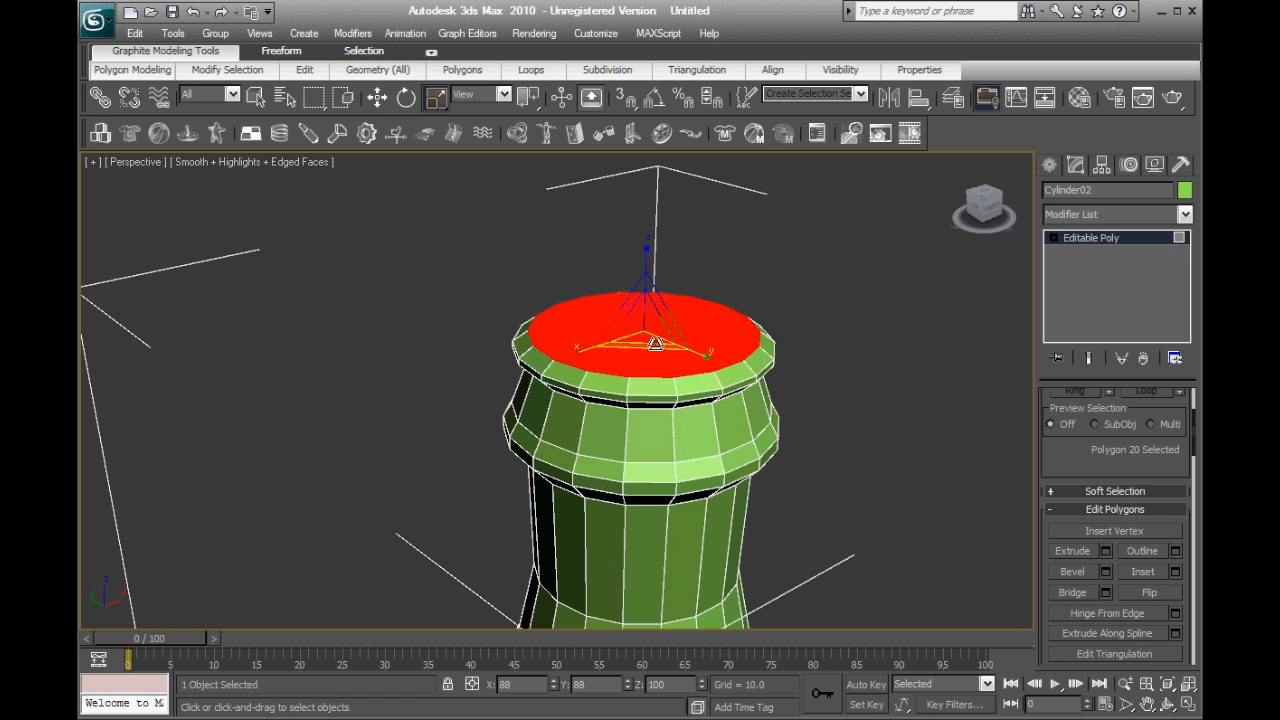 Autodesk 3ds Max 2010 - Unregistered Version Untitled
Type a keyword or phrase
Edit Tools Group Views Create Modifiers Animation Graph Editors Rendering Customize MAXScript Help
Graphite Modeling Tools Freeform Selection
Polygon Modeling Modify Selection Edit Geometry (All) Polygons Loops Subdivision Triangulation Align Visibility Properties
All View Create Selection Se
[ + ] [ Perspective ] [ Smooth + Highlights + Edged Faces ]
Cylinder02
Modifier List
Editable Poly
z
x
y
Ring Loop
Preview Selection
Off SubObj Multi
Polygon 20 Selected
Soft Selection
Edit Polygons
Insert Vertex
Extrude Outline
Bevel Inset
Bridge Flip
Hinge From Edge
Extrude Along Spline
Edit Triangulation
z
y x
< 0 / 100 >
0 5 10 15 20 25 30 35 40 45 50 55 60 65 70 75 80 85 90 95 100
1 Object Selected X: 88 Y: 88 Z: 100 Grid = 10.0 Auto Key Selected
Welcome to M Click or click-and-drag to select objects Add Time Tag Set Key Key Filters... 0